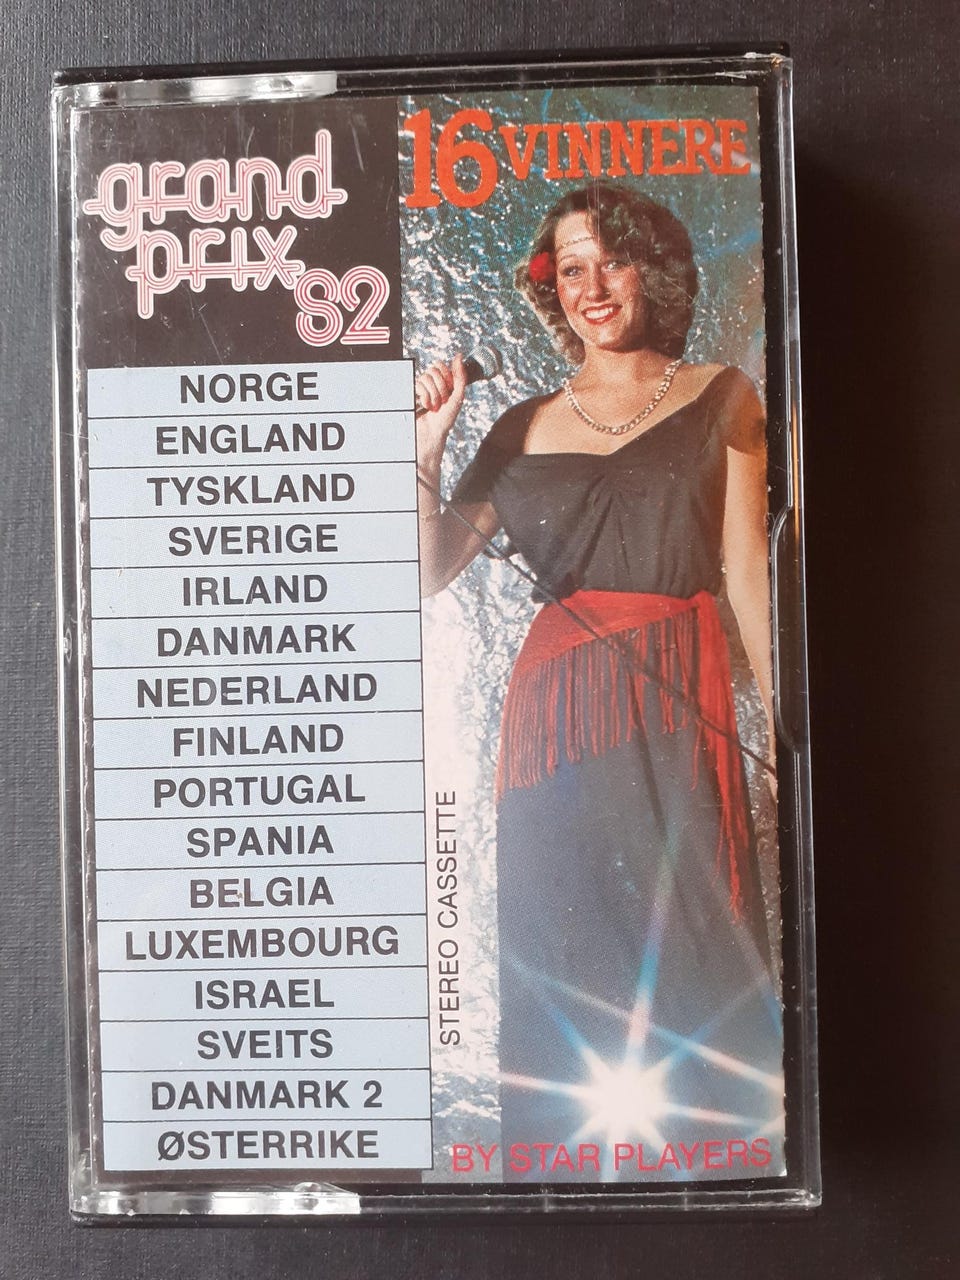 grand
prix
82
16 VINNERE
NORGE
ENGLAND
TYSKLAND
SVERIGE
IRLAND
DANMARK
NEDERLAND
FINLAND
PORTUGAL
SPANIA
BELGIA
LUXEMBOURG
ISRAEL
SVEITS
DANMARK 2
ØSTERRIKE
STEREO CASSETTE
BY STAR PLAYERS